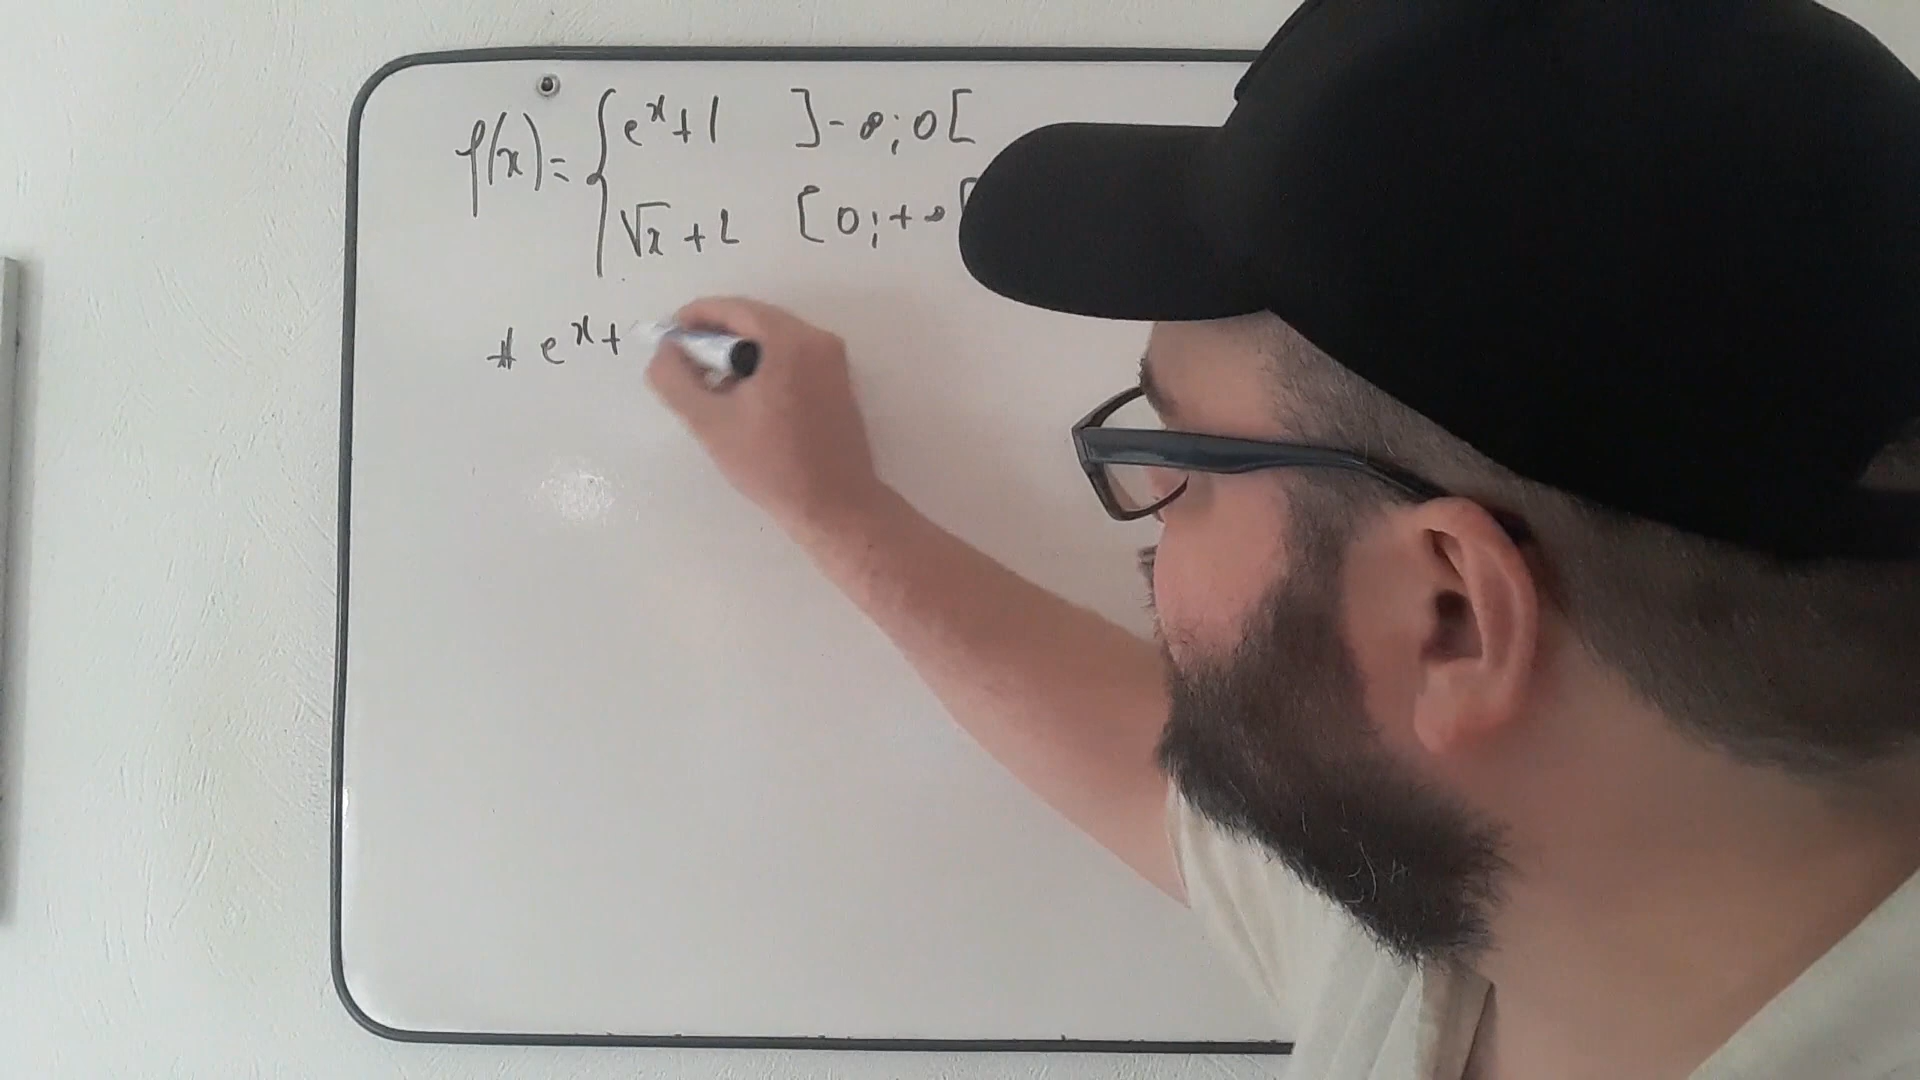 f(x) = { e^x + 1 ]-∞; 0[
√x + 2 [0; +∞[
* e^x +